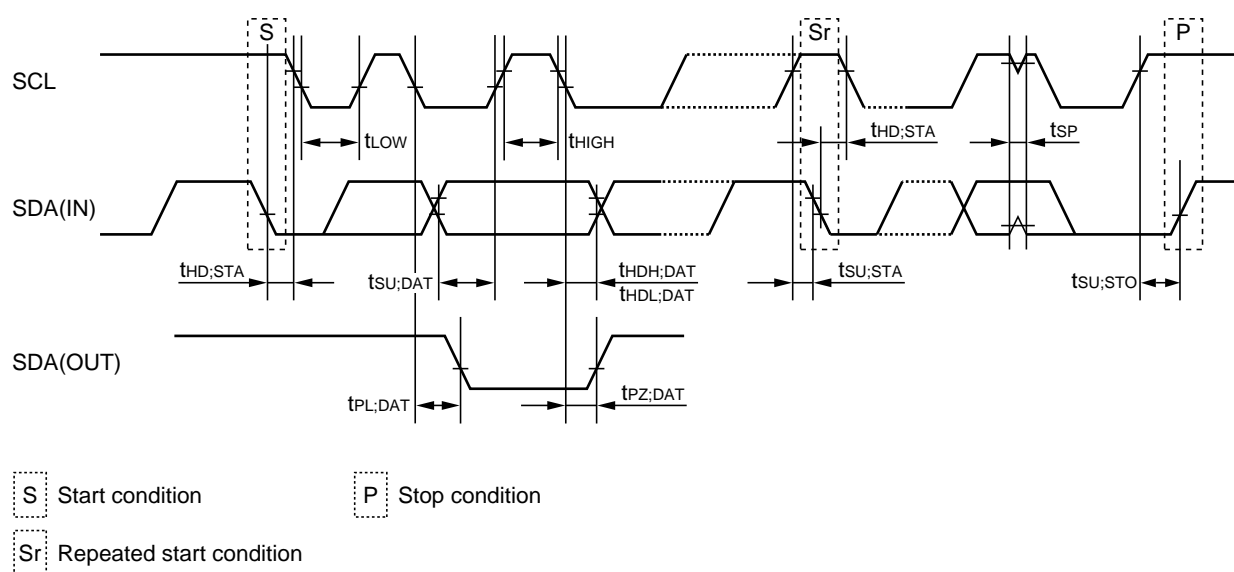 S
Sr
P
SCL
tLOW
tHIGH
tHD;STA
tSP
SDA(IN)
tHD;STA
tSU;DAT
tHDH;DAT
tHDL;DAT
tSU;STA
tSU;STO
SDA(OUT)
tPL;DAT
tPZ;DAT
S Start condition
P Stop condition
Sr Repeated start condition